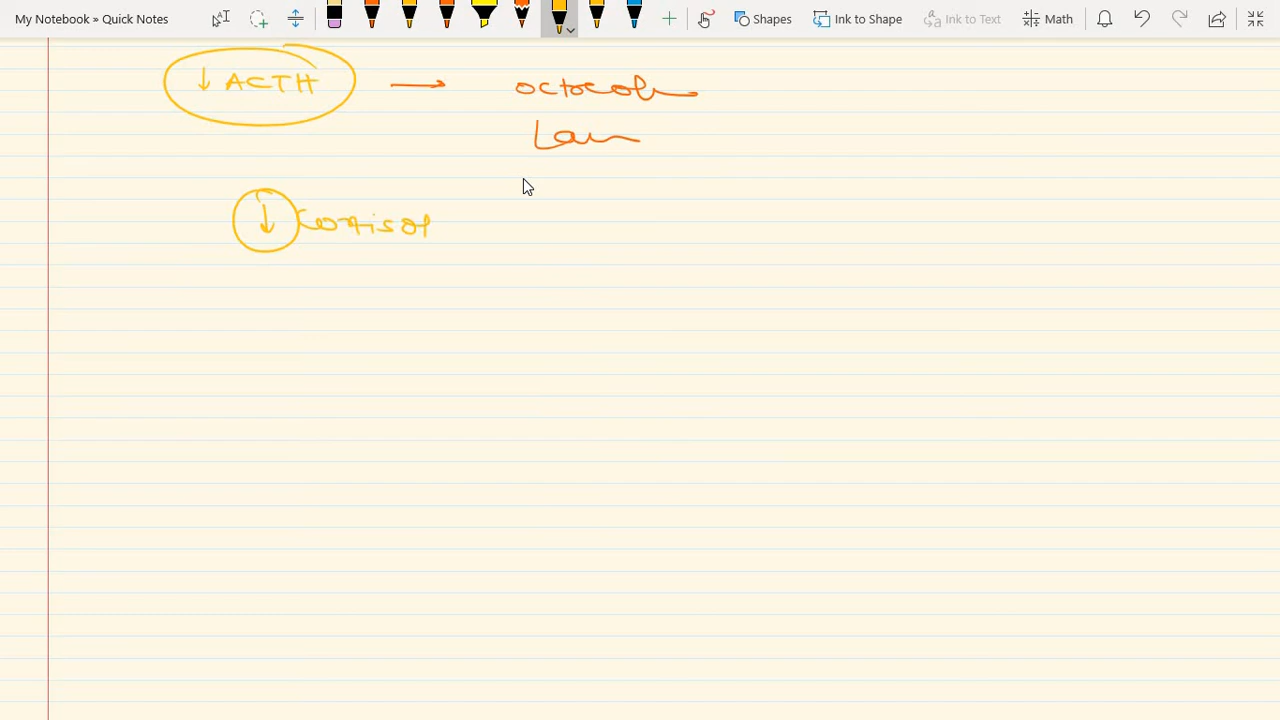 My Notebook » Quick Notes
Shapes
Ink to Shape
Ink to Text
Math
↓ ACTH →
↓ Cortisol